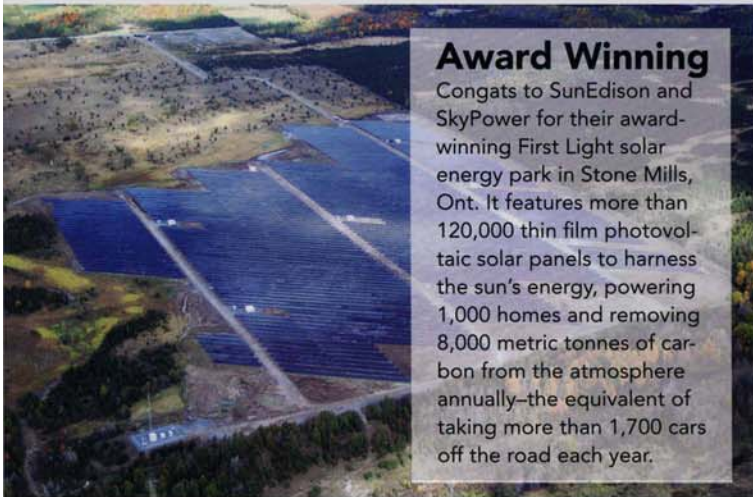 Award Winning
Congats to SunEdison and
SkyPower for their award-
winning First Light solar
energy park in Stone Mills,
Ont. It features more than
120,000 thin film photovol-
taic solar panels to harness
the sun's energy, powering
1,000 homes and removing
8,000 metric tonnes of car-
bon from the atmosphere
annually–the equivalent of
taking more than 1,700 cars
off the road each year.